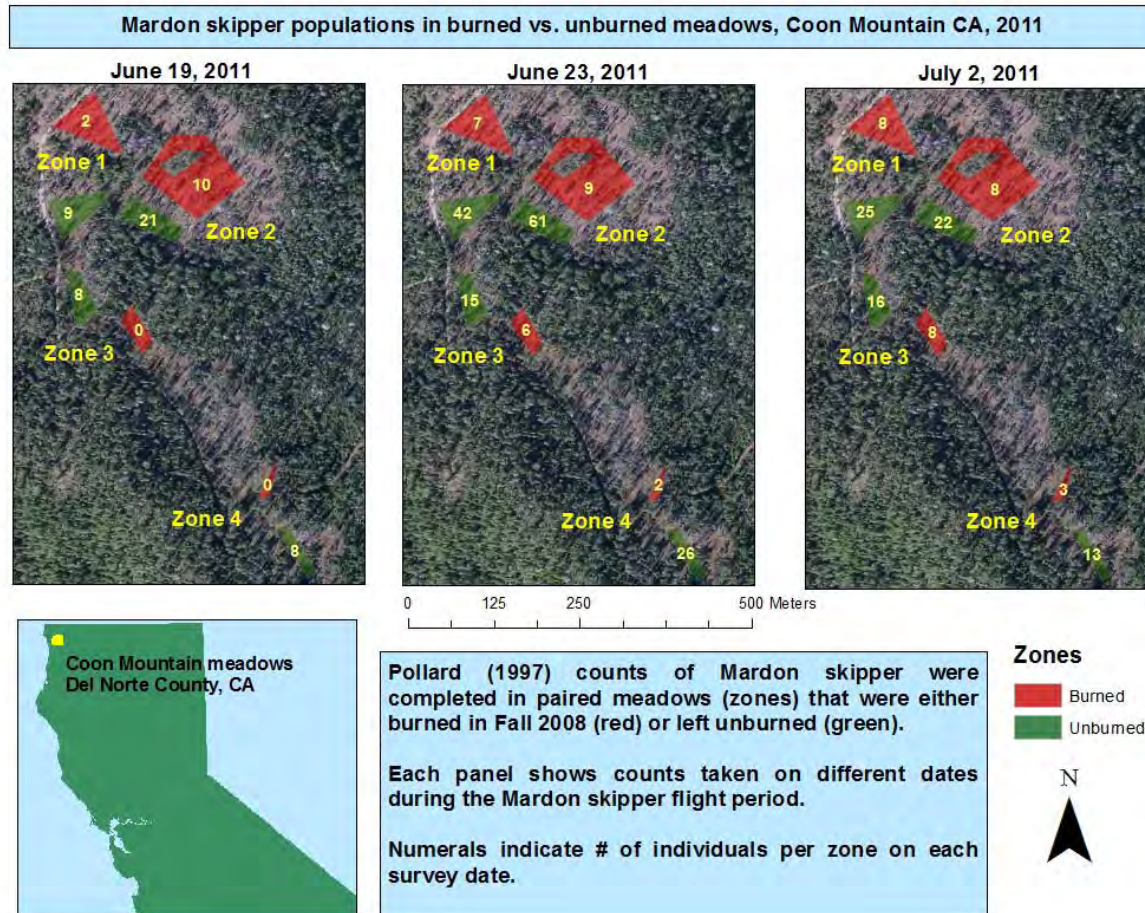 Mardon skipper populations in burned vs. unburned meadows, Coon Mountain CA, 2011
June 19, 2011
2
Zone 1
10
9
21
Zone 2
8
0
Zone 3
0
Zone 4
8
June 23, 2011
7
Zone 1
9
42
61
Zone 2
15
6
Zone 3
2
Zone 4
26
July 2, 2011
8
Zone 1
8
25
22
Zone 2
16
8
Zone 3
3
Zone 4
13
0 125 250 500 Meters
Coon Mountain meadows
Del Norte County, CA
Pollard (1997) counts of Mardon skipper were
completed in paired meadows (zones) that were either
burned in Fall 2008 (red) or left unburned (green).
Each panel shows counts taken on different dates
during the Mardon skipper flight period.
Numerals indicate # of individuals per zone on each
survey date.
Zones
Burned
Unburned
N